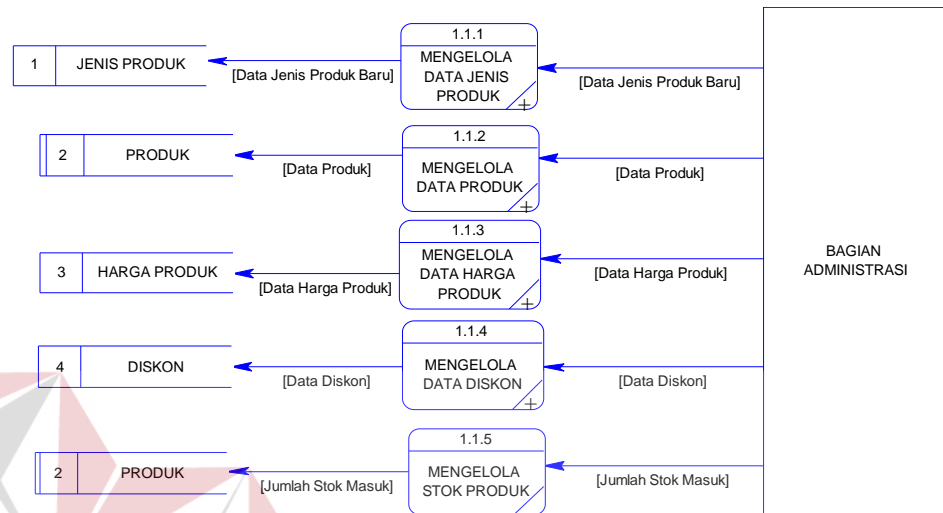 1.1.1
1 JENIS PRODUK
[Data Jenis Produk Baru]
MENGELOLA
DATA JENIS
PRODUK
[Data Jenis Produk Baru]
1.1.2
2 PRODUK
[Data Produk]
MENGELOLA
DATA PRODUK
[Data Produk]
1.1.3
3 HARGA PRODUK
[Data Harga Produk]
MENGELOLA
DATA HARGA
PRODUK
[Data Harga Produk]
BAGIAN
ADMINISTRASI
1.1.4
4 DISKON
[Data Diskon]
MENGELOLA
DATA DISKON
[Data Diskon]
1.1.5
2 PRODUK
[Jumlah Stok Masuk]
MENGELOLA
STOK PRODUK
[Jumlah Stok Masuk]